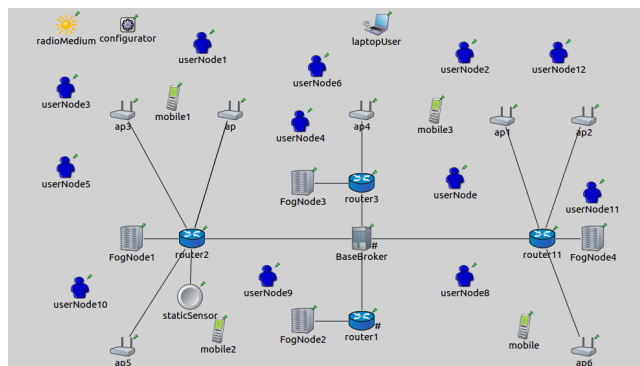 radioMedium
configurator
userNode1
laptopUser
userNode2
userNode12
userNode6
userNode3
mobile1
ap3
ap
userNode4
ap4
mobile3
ap1
ap2
userNode5
FogNode3
router3
userNode
userNode11
FogNode1
router2
#
BaseBroker
router11
FogNode4
userNode10
staticSensor
userNode9
userNode8
mobile2
FogNode2
#
router1
mobile
ap5
ap6